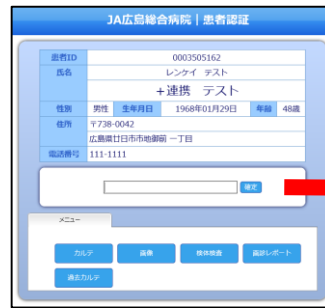 JA広島総合病院 | 患者認証
患者ID 0003505162
氏名 レンケイ テスト
+連携 テスト
性別 男性 生年月日 1968年01月29日 年齢 48歳
住所 〒738-0042
広島県廿日市市地御前 一丁目
電話番号 111-1111
確定
メニュー
カルテ 画像 検体検査 画診レポート
過去カルテ